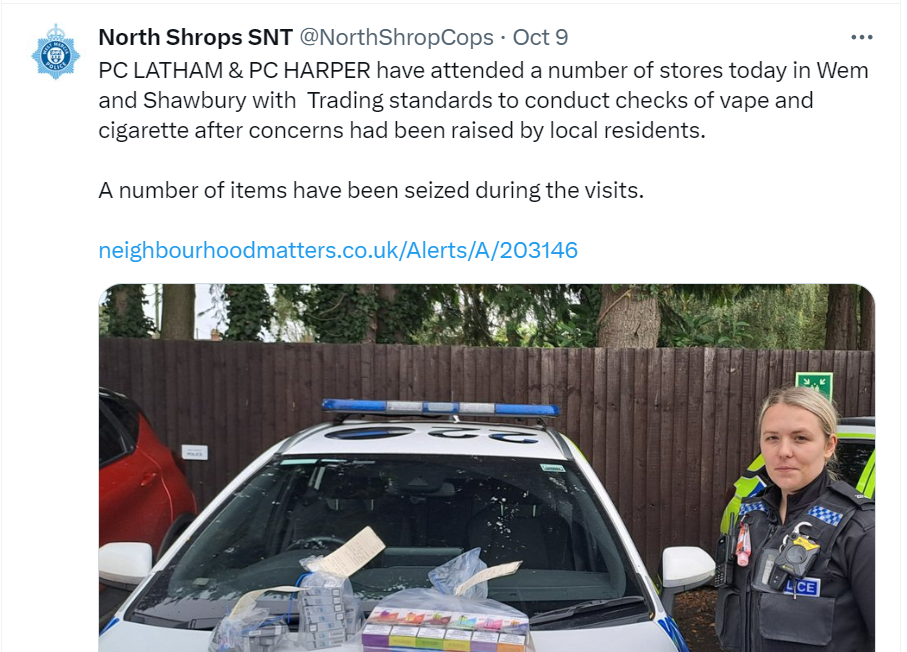 North Shrops SNT @NorthShropCops · Oct 9
PC LATHAM & PC HARPER have attended a number of stores today in Wem
and Shawbury with  Trading standards to conduct checks of vape and
cigarette after concerns had been raised by local residents.
A number of items have been seized during the visits.
neighbourhoodmatters.co.uk/Alerts/A/203146
POLICE
LICE